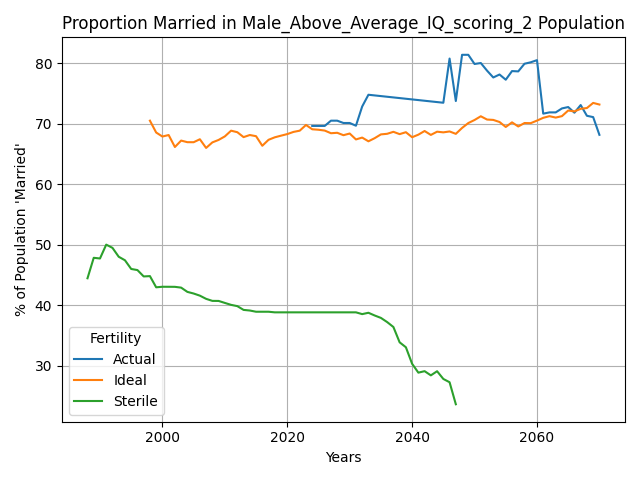 Proportion Married in Male_Above_Average_IQ_scoring_2 Population
% of Population 'Married'
80
70
60
50
40
30
Fertility
Actual
Ideal
Sterile
2000 2020 2040 2060
Years